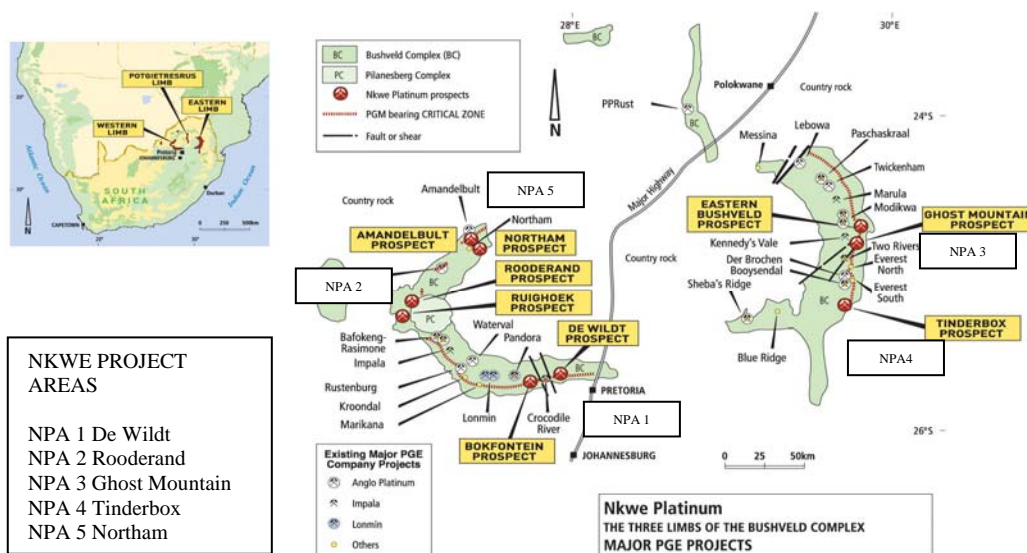 POTGIETRESRUS
LIMB
EASTERN
LIMB
WESTERN
LIMB
Pretoria
JOHANNESBURG
SOUTH
AFRICA
Durban
CAPETOWN
Atlantic Ocean
Indian Ocean
N
0 250 500km
20°
30°
20°
30°
NKWE PROJECT
AREAS
NPA 1 De Wildt
NPA 2 Rooderand
NPA 3 Ghost Mountain
NPA 4 Tinderbox
NPA 5 Northam
28°E
30°E
24°S
26°S
BC Bushveld Complex (BC)
PC Pilanesberg Complex
Nkwe Platinum prospects
PGM bearing CRITICAL ZONE
Fault or shear
N
Country rock
Amandelbult
NPA 5
Northam
AMANDELBULT
PROSPECT
NORTHAM
PROSPECT
NPA 2
ROODERAND
PROSPECT
RUIGHOEK
PROSPECT
BC
PC
Bafokeng-
Rasimone
Impala
Rustenburg
Kroondal
Marikana
Waterval
Pandora
DE WILDT
PROSPECT
BC
Lonmin
Crocodile
River
BOKFONTEIN
PROSPECT
PRETORIA
NPA 1
JOHANNESBURG
Major Highway
Country rock
PPRust
BC
Polokwane
Country rock
Messina
Lebowa
Paschaskraal
Twickenham
Marula
Modikwa
EASTERN
BUSHVELD
PROSPECT
GHOST MOUNTAIN
PROSPECT
Kennedy's Vale
Two Rivers
NPA 3
Der Brochen
Booysendal
Everest
North
Everest
South
Sheba's Ridge
BC
Blue Ridge
TINDERBOX
PROSPECT
NPA4
0 25 50km
Existing Major PGE
Company Projects
Anglo Platinum
Impala
Lonmin
Others
Nkwe Platinum
THE THREE LIMBS OF THE BUSHVELD COMPLEX
MAJOR PGE PROJECTS